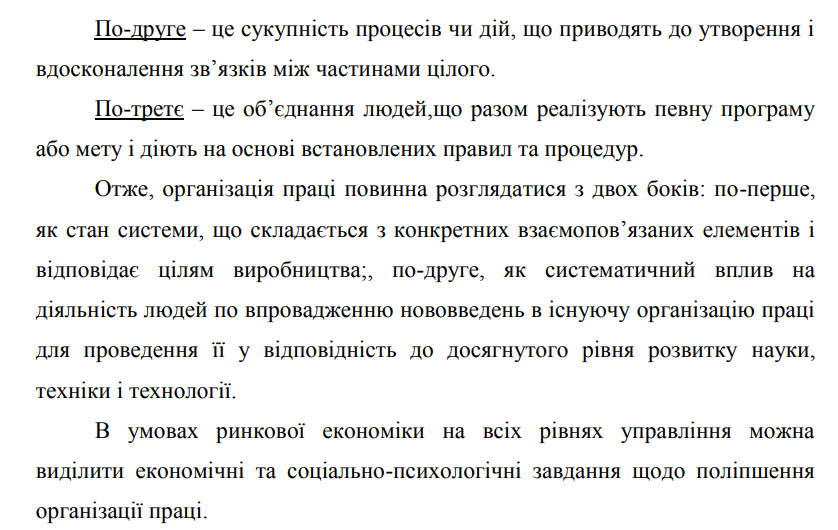 По-друге – це сукупність процесів чи дій, що приводять до утворення і
вдосконалення зв’язків між частинами цілого.
По-третє – це об’єднання людей,що разом реалізують певну програму
або мету і діють на основі встановлених правил та процедур.
Отже, організація праці повинна розглядатися з двох боків: по-перше,
як стан системи, що складається з конкретних взаємопов’язаних елементів і
відповідає цілям виробництва;, по-друге, як систематичний вплив на
діяльність людей по впровадженню нововведень в існуючу організацію праці
для проведення її у відповідність до досягнутого рівня розвитку науки,
техніки і технології.
В умовах ринкової економіки на всіх рівнях управління можна
виділити економічні та соціально-психологічні завдання щодо поліпшення
організації праці.